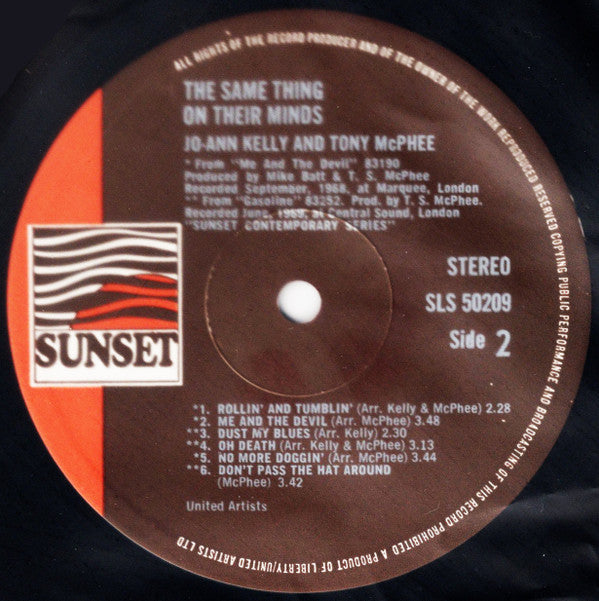 ALL RIGHTS OF THE RECORD PRODUCER AND OF THE OWNER OF THE WORK REPRODUCED RESERVED COPYING PUBLIC PERFORMANCE AND BROADCASTING OF THIS RECORD PROHIBITED A PRODUCT OF LIBERTY/UNITED ARTISTS LTD
THE SAME THING
ON THEIR MINDS
JO-ANN KELLY AND TONY McPHEE
* From "Me And The Devil" 83190
Produced by Mike Batt & T. S. McPhee
Recorded September, 1968, at Marquee, London
** From "Gasoline" 83252. Prod. by T. S. McPhee.
Recorded June, 1969, at Central Sound, London
"SUNSET CONTEMPORARY SERIES"
STEREO
SLS 50209
Side 2
SUNSET
*1. ROLLIN' AND TUMBLIN' (Arr. Kelly & McPhee) 2.28
*2. ME AND THE DEVIL (Arr. McPhee) 3.48
**3. DUST MY BLUES (Arr. Kelly) 2.30
**4. OH DEATH (Arr. Kelly & McPhee) 3.13
*5. NO MORE DOGGIN' (Arr. McPhee) 3.44
**6. DON'T PASS THE HAT AROUND
(McPhee) 3.42
United Artists